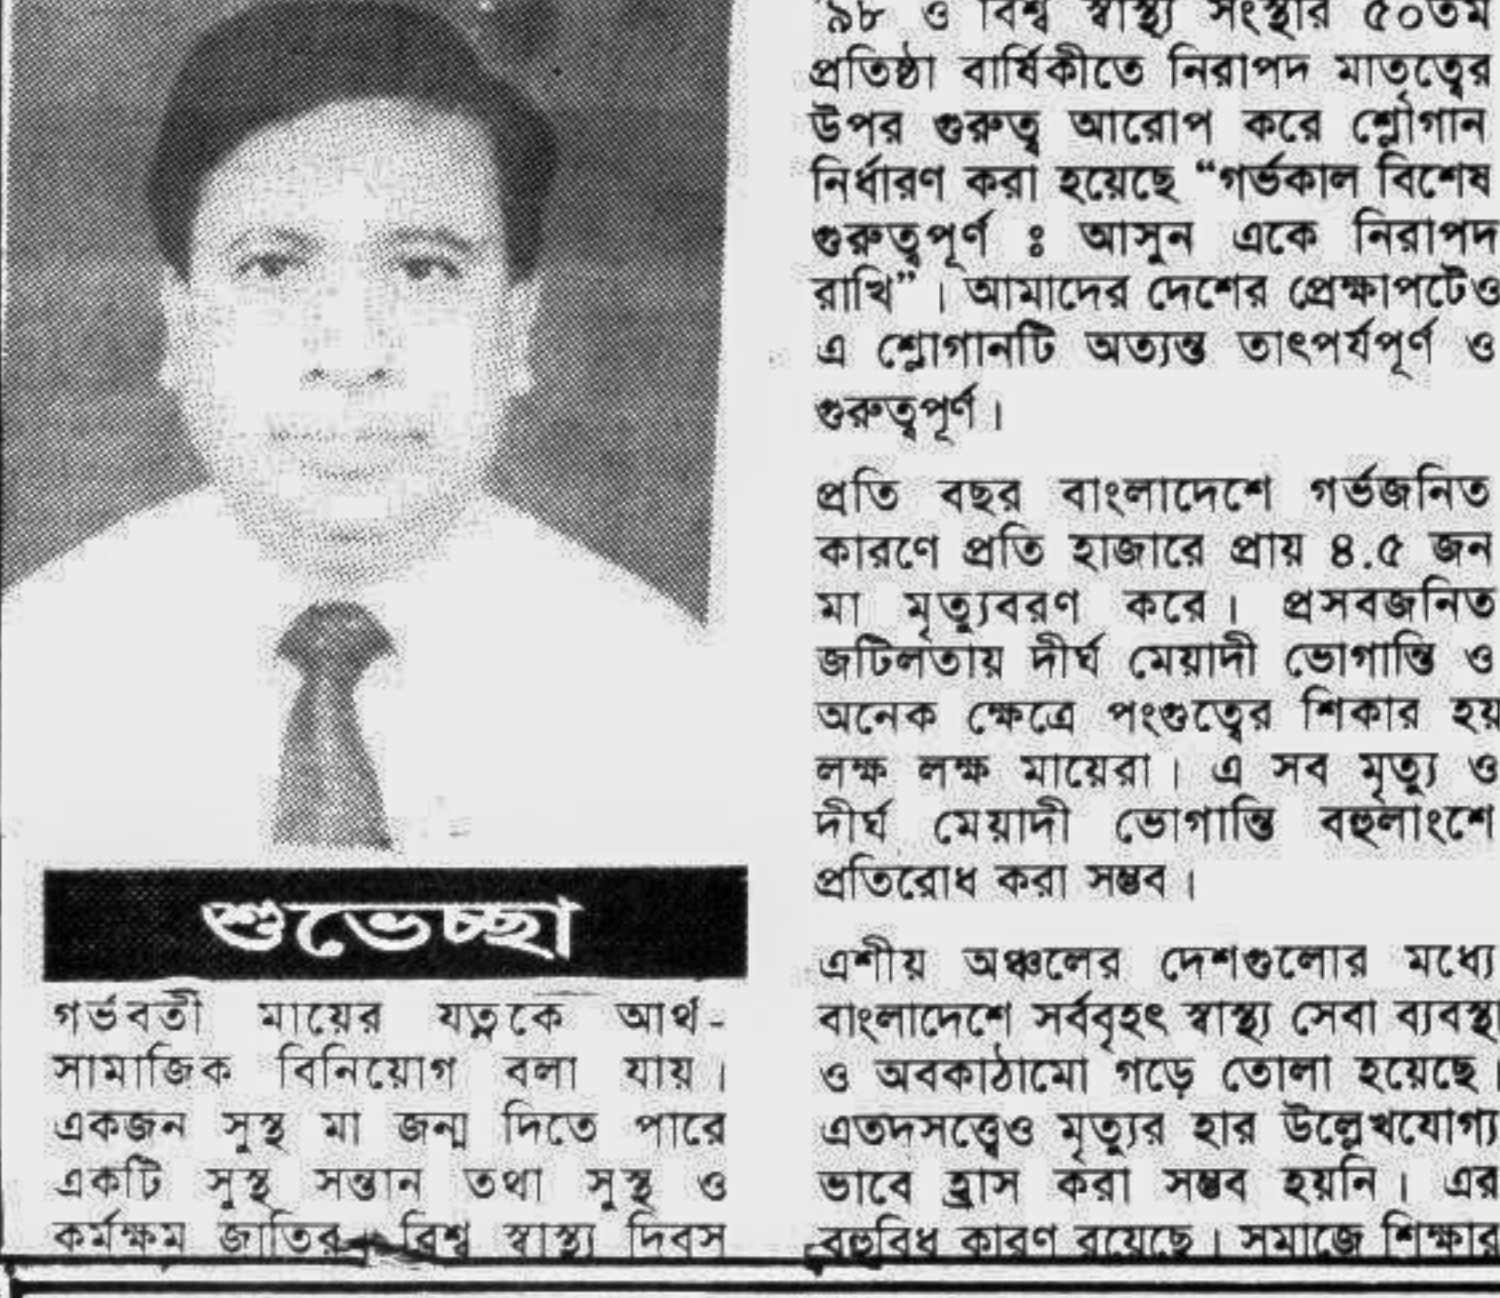 শুভেচ্ছা
গর্ভবতী মায়ের যত্নকে আর্থ-
সামাজিক বিনিয়োগ বলা যায়।
একজন সুস্থ মা জন্ম দিতে পারে
একটি সুস্থ সন্তান তথা সুস্থ ও
কর্মক্ষম জাতির। বিশ্ব স্বাস্থ্য দিবস
'৯৮ ও বিশ্ব স্বাস্থ্য সংস্থার ৫০তম
প্রতিষ্ঠা বার্ষিকীতে নিরাপদ মাতৃত্বের
উপর গুরুত্ব আরোপ করে শ্লোগান
নির্ধারণ করা হয়েছে “গর্ভকাল বিশেষ
গুরুত্বপূর্ণ ঃ আসুন একে নিরাপদ
রাখি”। আমাদের দেশের প্রেক্ষাপটেও
এ শ্লোগানটি অত্যন্ত তাৎপর্যপূর্ণ ও
গুরুত্বপূর্ণ।
প্রতি বছর বাংলাদেশে গর্ভজনিত
কারণে প্রতি হাজারে প্রায় ৪.৫ জন
মা মৃত্যুবরণ করে। প্রসবজনিত
জটিলতায় দীর্ঘ মেয়াদী ভোগান্তি ও
অনেক ক্ষেত্রে পংগুত্বের শিকার হয়
লক্ষ লক্ষ মায়েরা। এ সব মৃত্যু ও
দীর্ঘ মেয়াদী ভোগান্তি বহুলাংশে
প্রতিরোধ করা সম্ভব।
এশীয় অঞ্চলের দেশগুলোর মধ্যে
বাংলাদেশে সর্ববৃহৎ স্বাস্থ্য সেবা ব্যবস্থা
ও অবকাঠামো গড়ে তোলা হয়েছে।
এতদসত্ত্বেও মৃত্যুর হার উল্লেখযোগ্য
ভাবে হ্রাস করা সম্ভব হয়নি। এর
বহুবিধ কারণ রয়েছে। সমাজে শিক্ষার